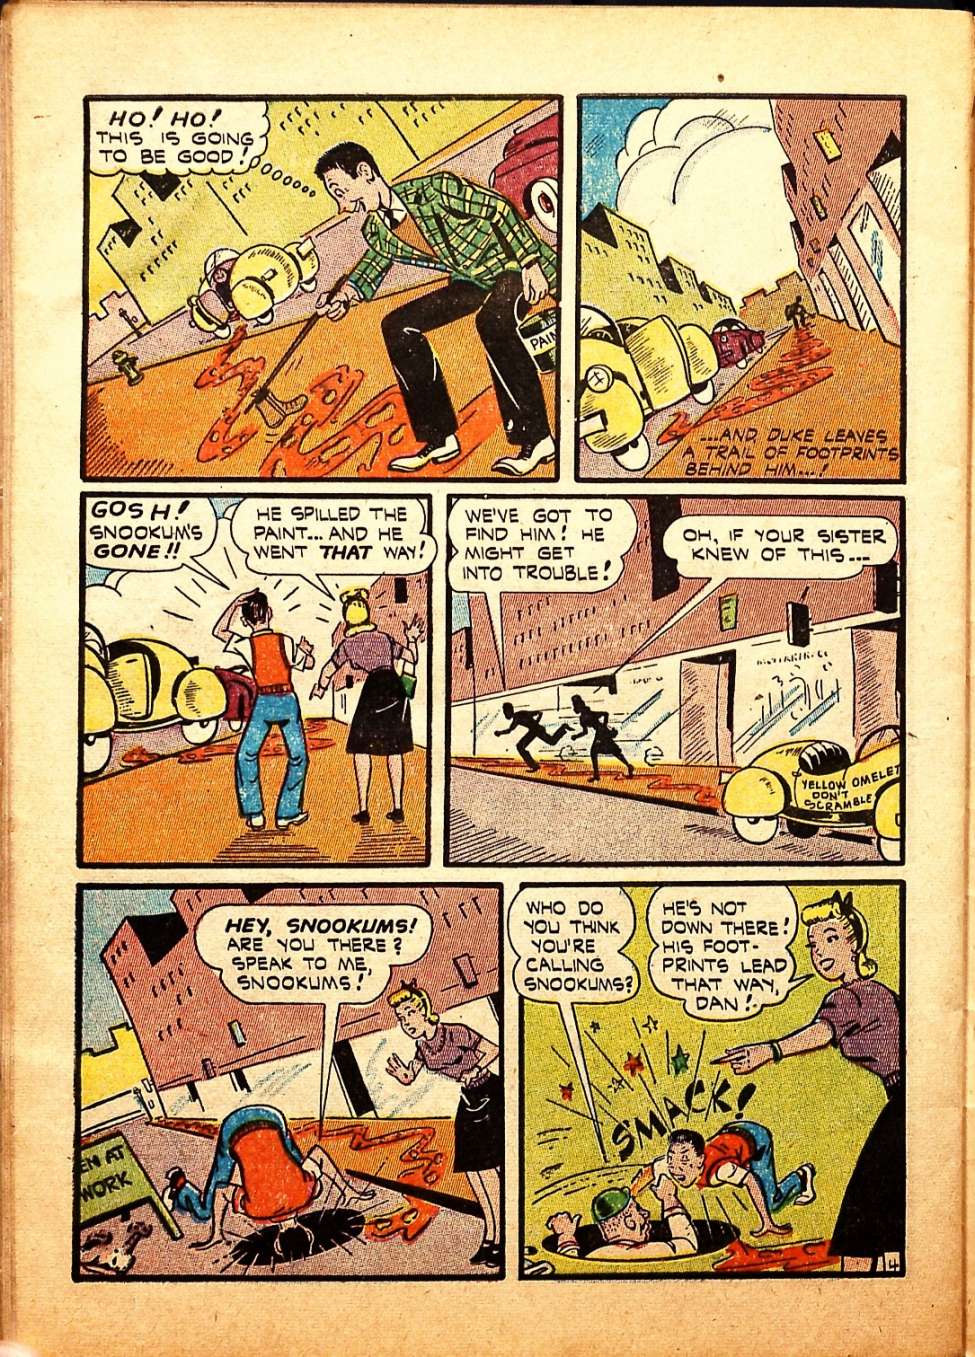 HO! HO!
THIS IS GOING
TO BE GOOD!
PAIN
...AND DUKE LEAVES
A TRAIL OF FOOTPRINTS
BEHIND HIM...!
GOSH!
SNOOKUM'S
GONE!!
HE SPILLED THE
PAINT... AND HE
WENT THAT WAY!
WE'VE GOT TO
FIND HIM! HE
MIGHT GET
INTO TROUBLE!
OH, IF YOUR SISTER
KNEW OF THIS...
YELLOW OMELET
DON'T
SCRAMBLE
HEY, SNOOKUMS!
ARE YOU THERE?
SPEAK TO ME,
SNOOKUMS!
EN AT
WORK
WHO DO
YOU THINK
YOU'RE
CALLING
SNOOKUMS?
HE'S NOT
DOWN THERE!
HIS FOOT-
PRINTS LEAD
THAT WAY,
DAN!
SMACK!
4